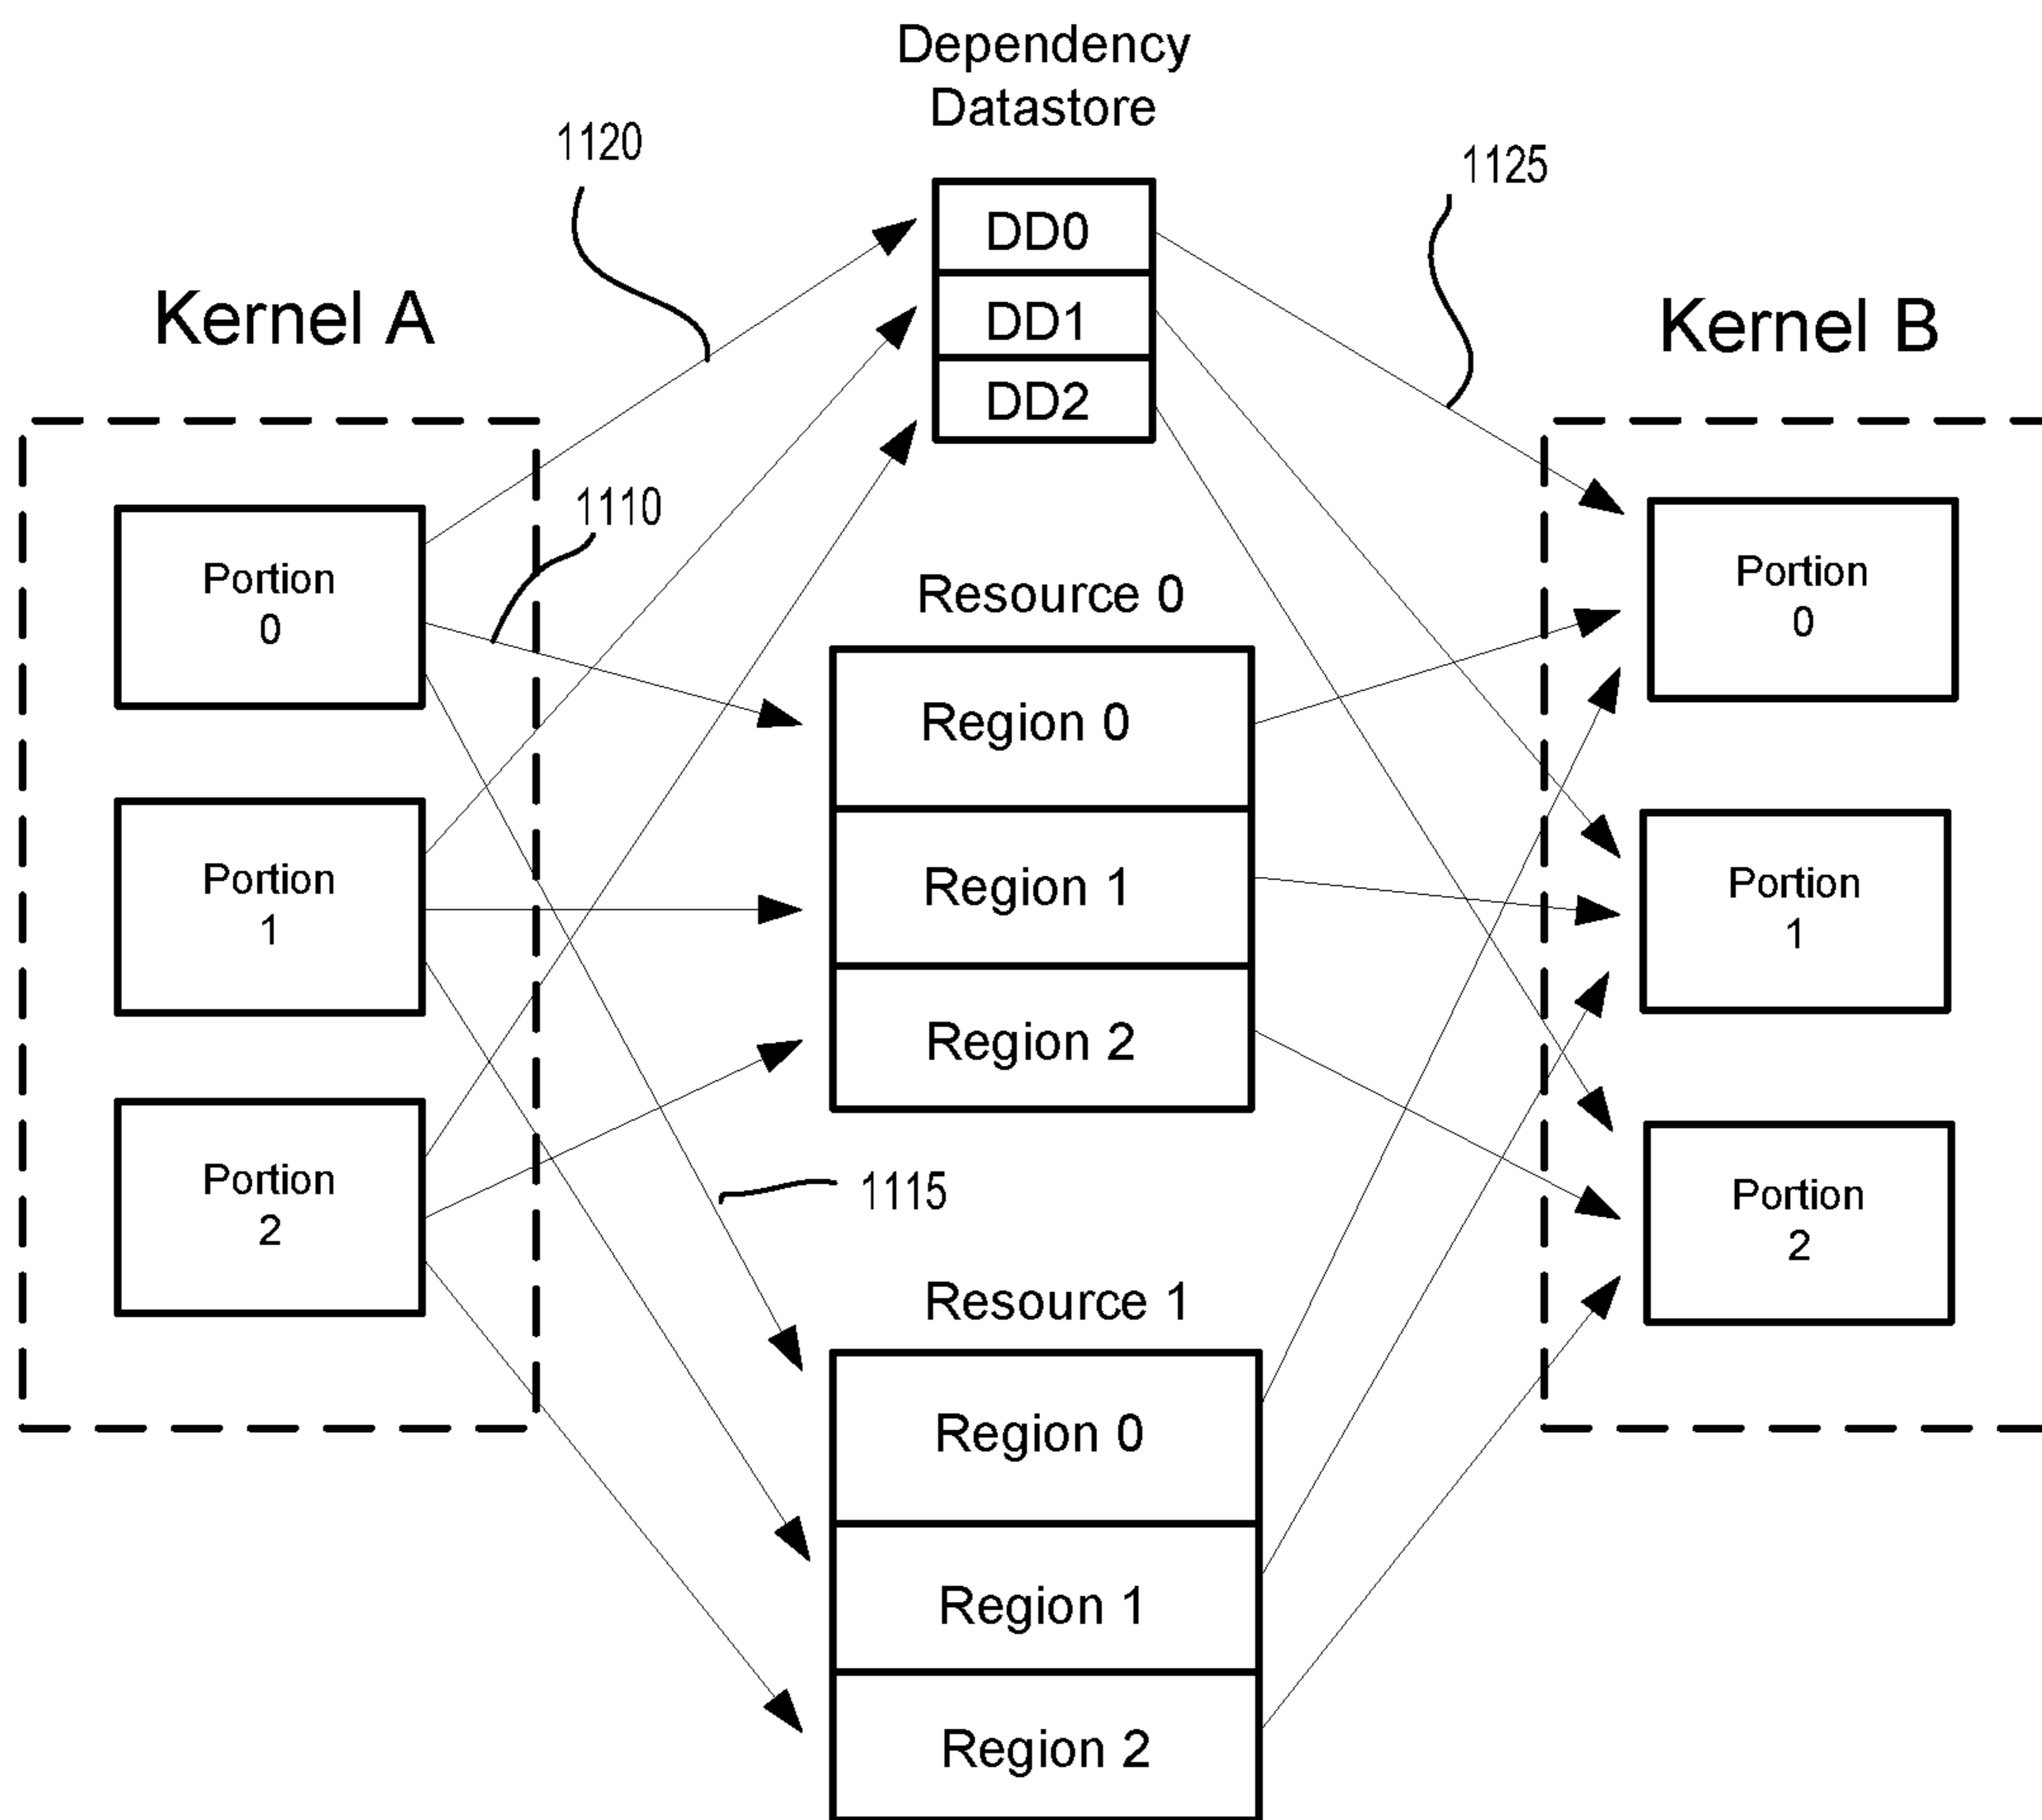 Dependency
Datastore
1120
1125
DD0
DD1
DD2
Kernel A
Kernel B
1110
Portion
0
Resource 0
Portion
0
Region 0
Portion
1
Region 1
Portion
1
Region 2
Portion
2
1115
Portion
2
Resource 1
Region 0
Region 1
Region 2